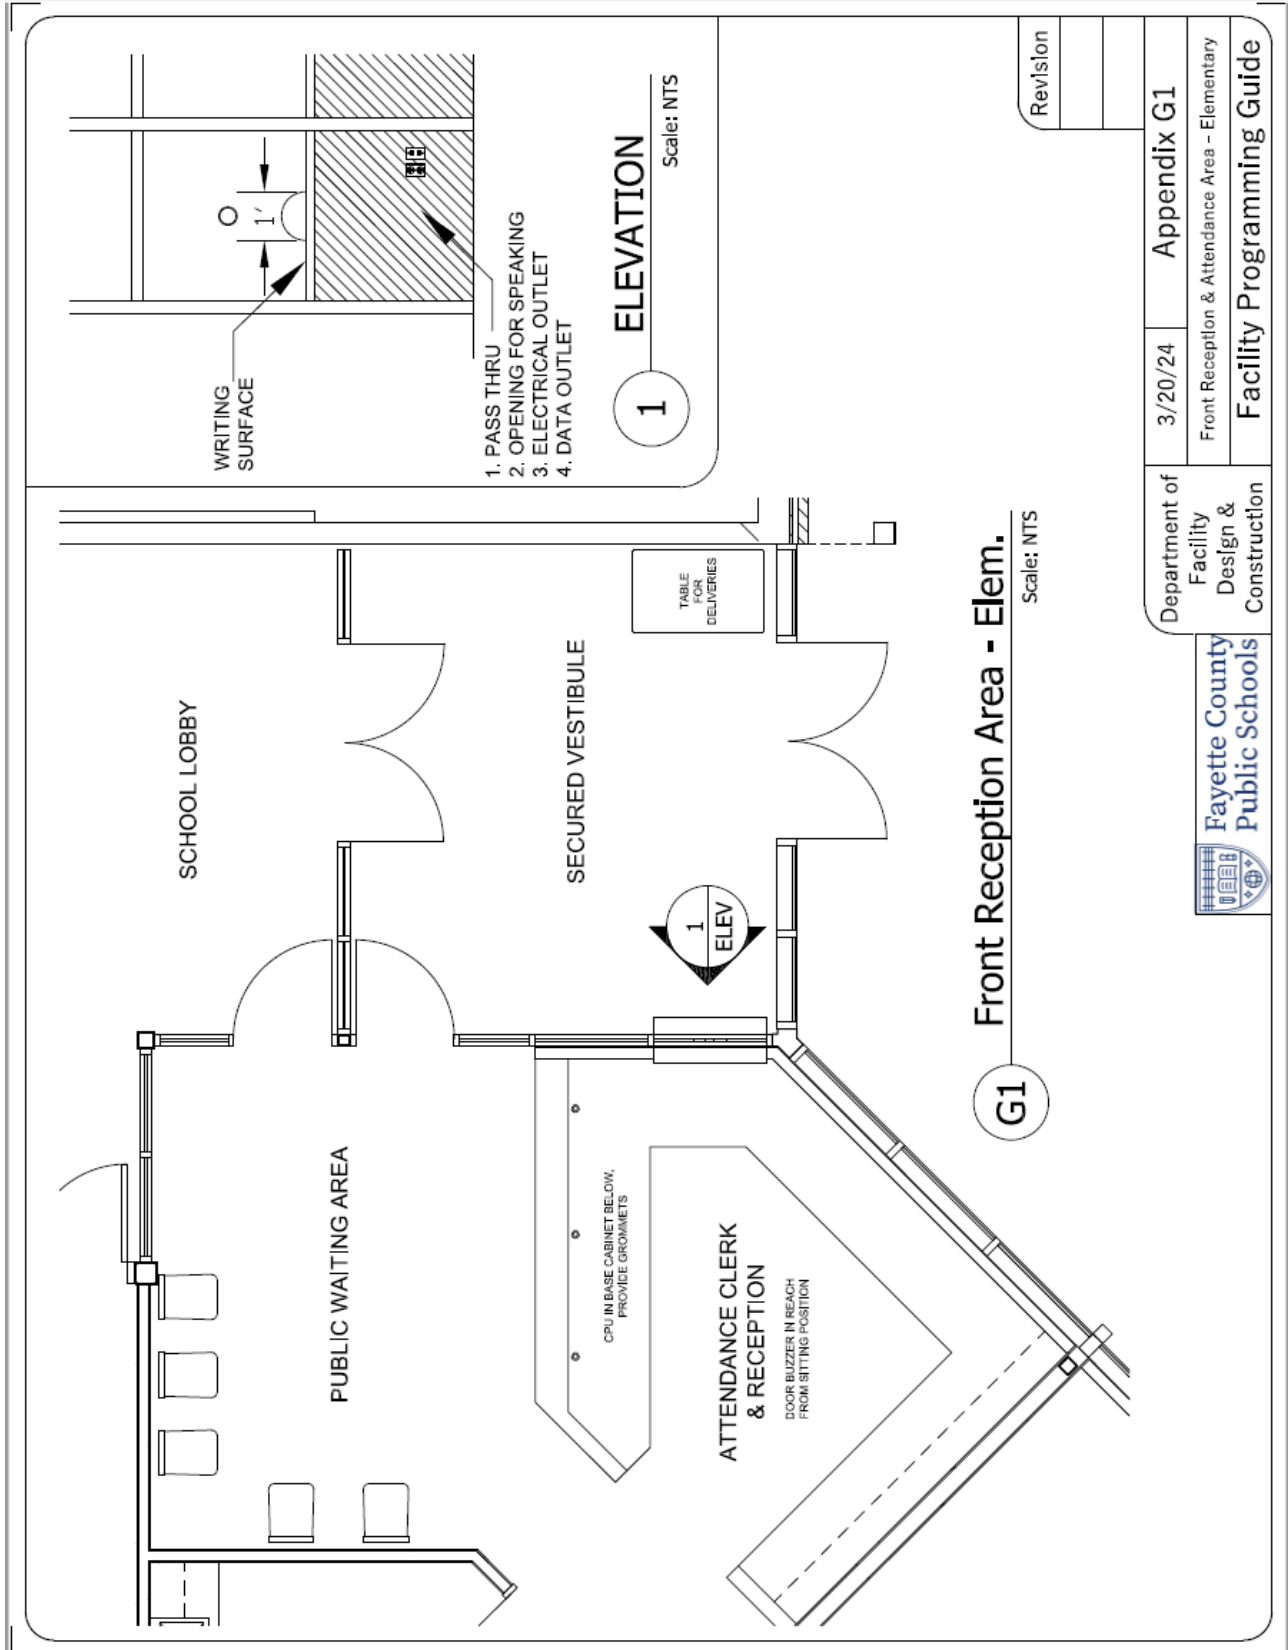 WRITING
SURFACE
1'
1. PASS THRU
2. OPENING FOR SPEAKING
3. ELECTRICAL OUTLET
4. DATA OUTLET
1
ELEVATION
Scale: NTS
SCHOOL LOBBY
SECURED VESTIBULE
TABLE
FOR
DELIVERIES
1
ELEV
PUBLIC WAITING AREA
CPU IN BASE CABINET BELOW,
PROVIDE GROMMETS
ATTENDANCE CLERK
& RECEPTION
DOOR BUZZER IN REACH
FROM SITTING POSITION
G1
Front Reception Area - Elem.
Scale: NTS
Revision
Fayette County
Public Schools
Department of
Facility
Design &
Construction
3/20/24
Appendix G1
Front Reception & Attendance Area - Elementary
Facility Programming Guide